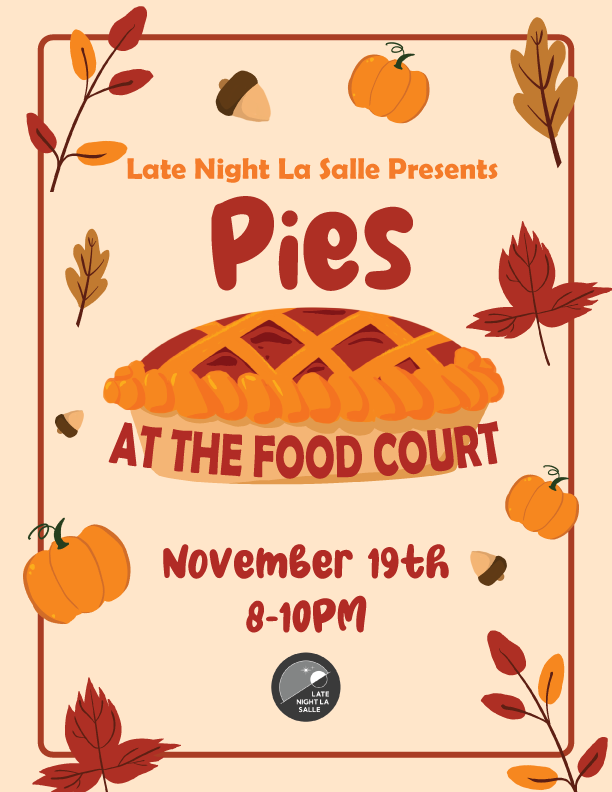 Late Night La Salle Presents
Pies
AT THE FOOD COURT
November 19th
8-10PM
LATE
NIGHT LA
SALLE